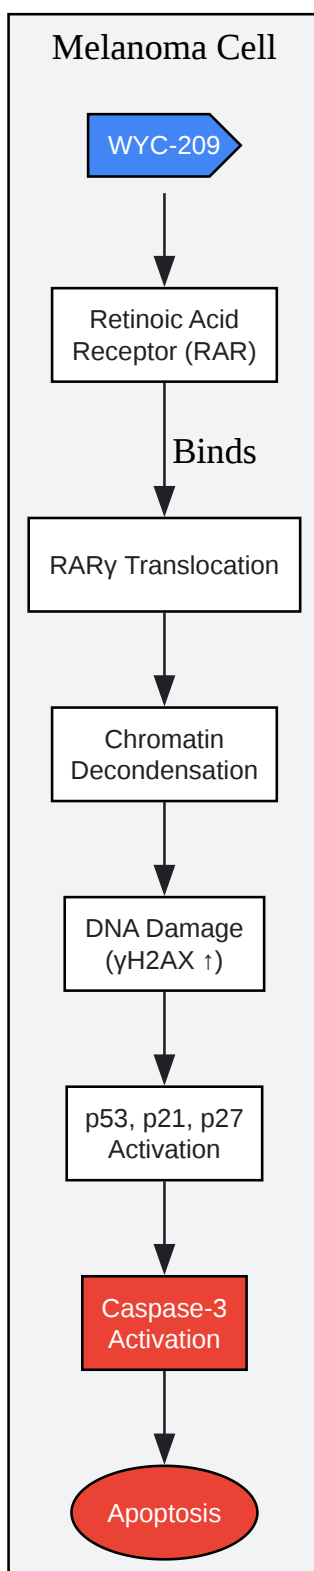 Melanoma Cell
WYC-209
Retinoic Acid
Receptor (RAR)
Binds
RARγ Translocation
Chromatin
Decondensation
DNA Damage
(γH2AX ↑)
p53, p21, p27
Activation
Caspase-3
Activation
Apoptosis